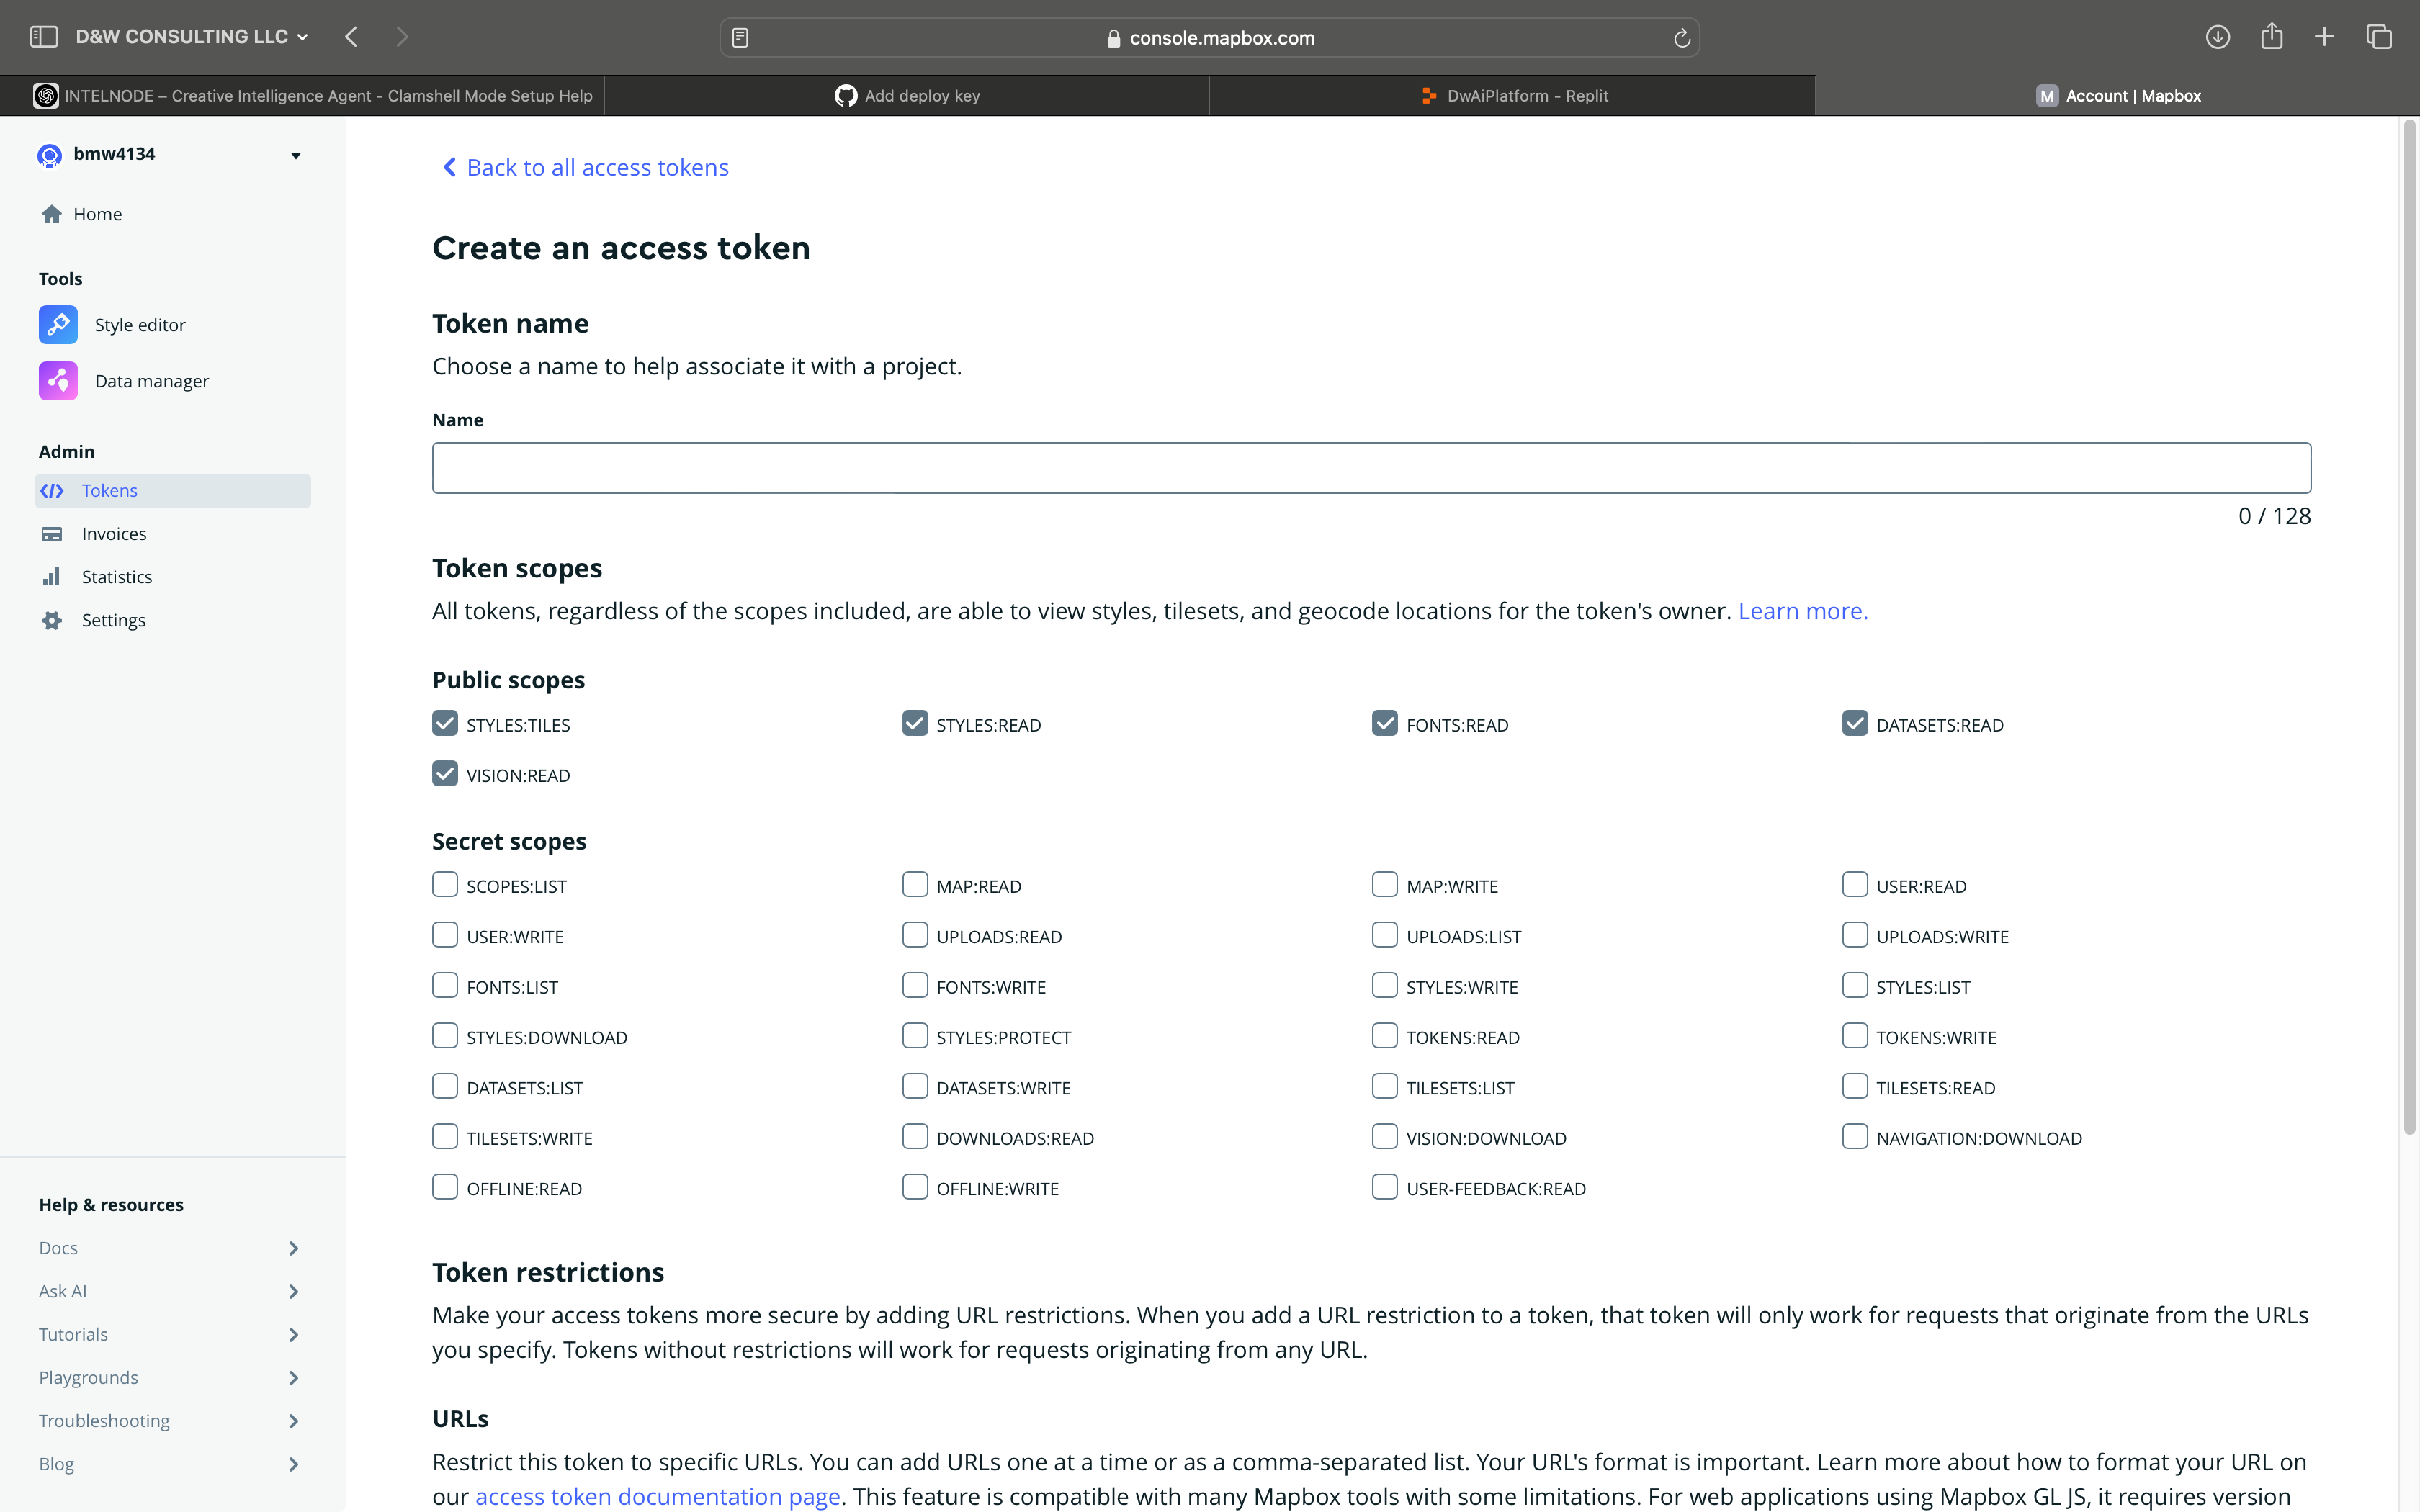 D&W CONSULTING LLC
console.mapbox.com
INTELNODE – Creative Intelligence Agent - Clamshell Mode Setup Help
Add deploy key
DwAiPlatform - Replit
M Account | Mapbox
bmw4134
Home
Tools
Style editor
Data manager
Admin
Tokens
Invoices
Statistics
Settings
Help & resources
Docs
Ask AI
Tutorials
Playgrounds
Troubleshooting
Blog
Back to all access tokens
Create an access token
Token name
Choose a name to help associate it with a project.
Name
0 / 128
Token scopes
All tokens, regardless of the scopes included, are able to view styles, tilesets, and geocode locations for the token's owner. Learn more.
Public scopes
STYLES:TILES STYLES:READ FONTS:READ DATASETS:READ
VISION:READ
Secret scopes
SCOPES:LIST MAP:READ MAP:WRITE USER:READ
USER:WRITE UPLOADS:READ UPLOADS:LIST UPLOADS:WRITE
FONTS:LIST FONTS:WRITE STYLES:WRITE STYLES:LIST
STYLES:DOWNLOAD STYLES:PROTECT TOKENS:READ TOKENS:WRITE
DATASETS:LIST DATASETS:WRITE TILESETS:LIST TILESETS:READ
TILESETS:WRITE DOWNLOADS:READ VISION:DOWNLOAD NAVIGATION:DOWNLOAD
OFFLINE:READ OFFLINE:WRITE USER-FEEDBACK:READ
Token restrictions
Make your access tokens more secure by adding URL restrictions. When you add a URL restriction to a token, that token will only work for requests that originate from the URLs
you specify. Tokens without restrictions will work for requests originating from any URL.
URLs
Restrict this token to specific URLs. You can add URLs one at a time or as a comma-separated list. Your URL's format is important. Learn more about how to format your URL on
our access token documentation page. This feature is compatible with many Mapbox tools with some limitations. For web applications using Mapbox GL JS, it requires version